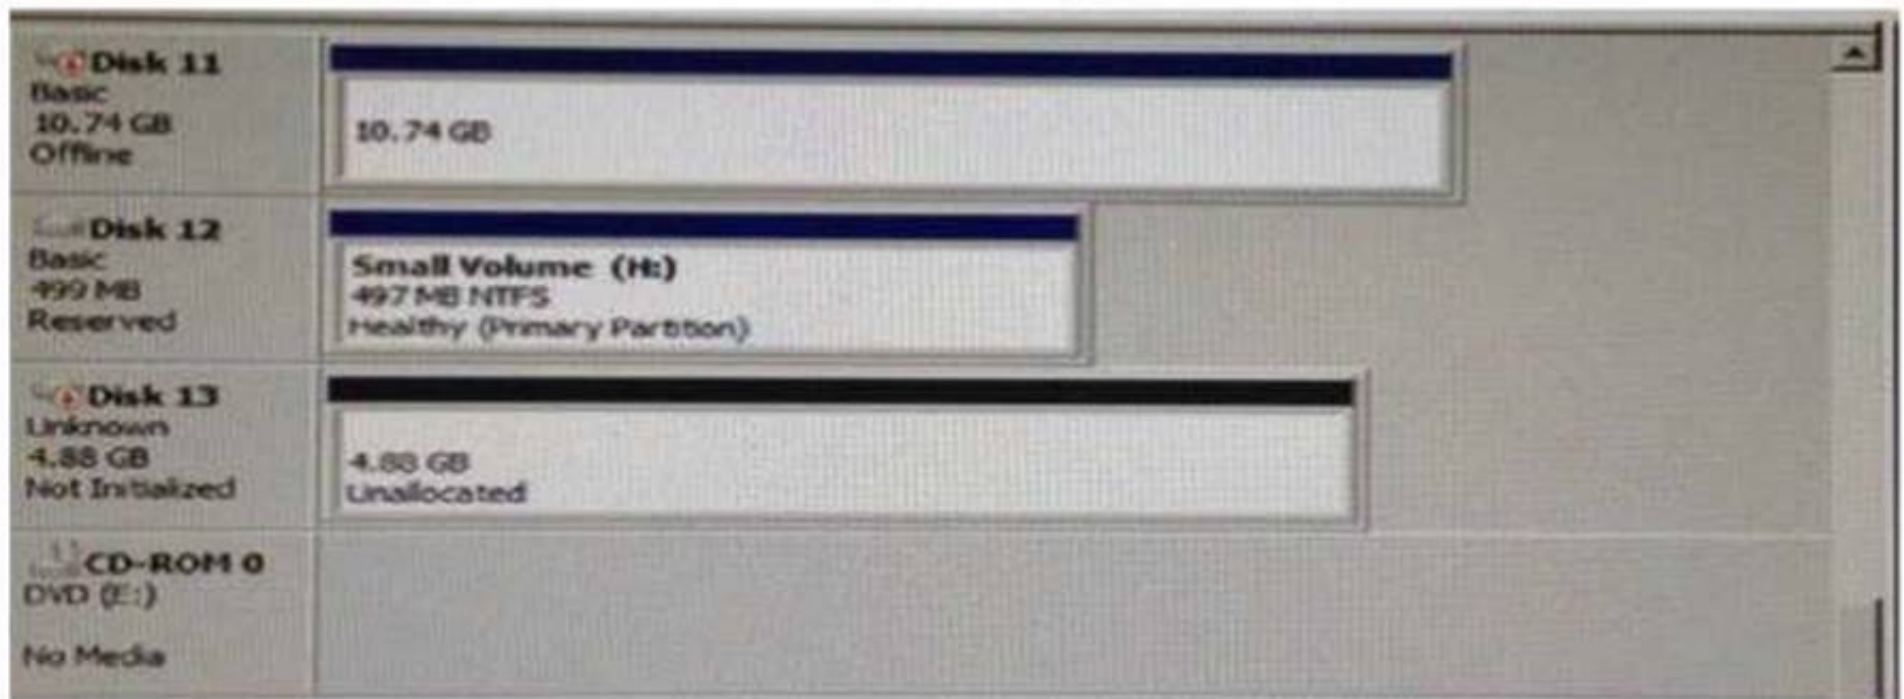 Disk 11
Basic
10.74 GB
Offline
10.74 GB
Disk 12
Basic
499 MB
Reserved
Small Volume (H:)
497 MB NTFS
Healthy (Primary Partition)
Disk 13
Unknown
4.88 GB
Not Initialized
4.88 GB
Unallocated
CD-ROM 0
DVD (E:)
No Media